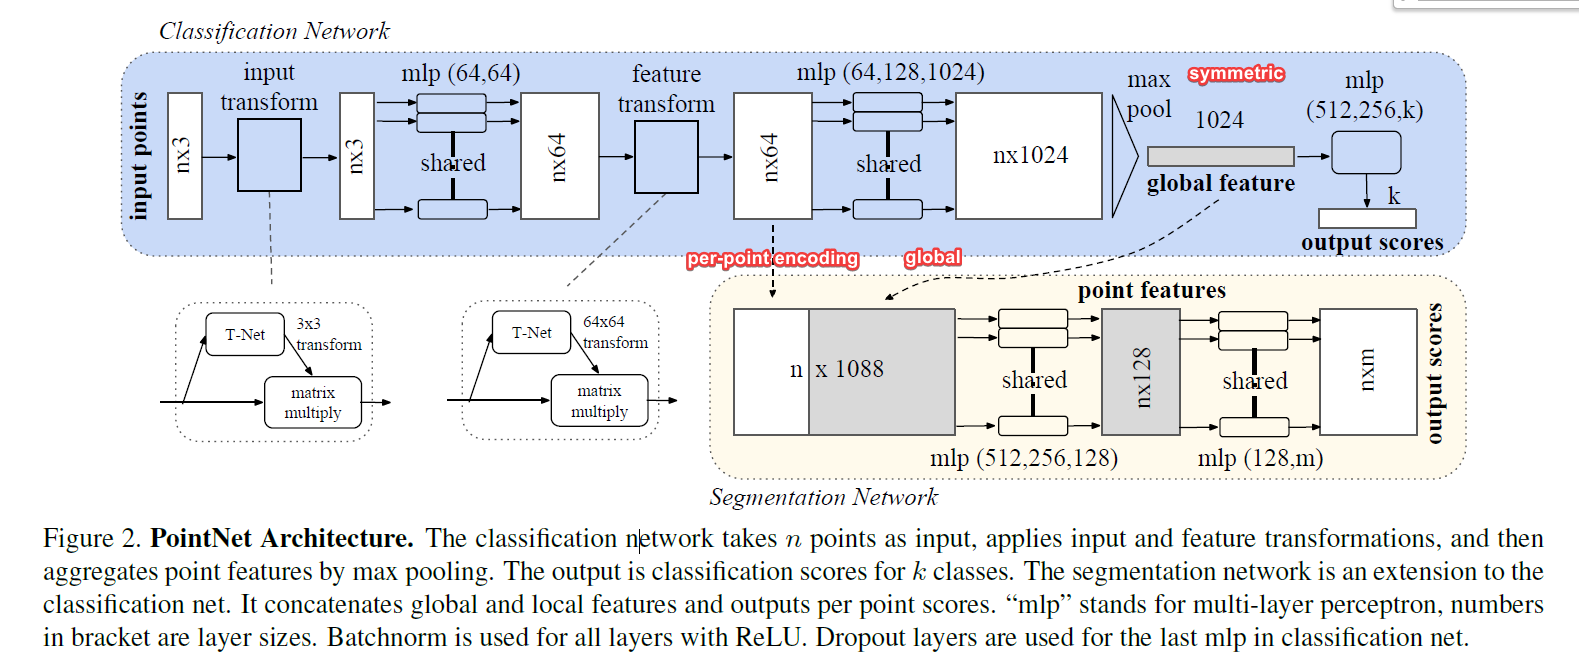 Classification Network
input
transform
mlp (64,64)
feature
transform
mlp (64,128,1024)
max
pool
symmetric
1024
mlp
(512,256,k)
input points
nx3
nx3
shared
nx64
nx64
shared
nx1024
global feature
k
output scores
per-point encoding
global
point features
T-Net
3x3
transform
matrix
multiply
T-Net
64x64
transform
matrix
multiply
n x 1088
shared
nx128
shared
nxm
output scores
mlp (512,256,128)
mlp (128,m)
Segmentation Network
Figure 2. PointNet Architecture. The classification network takes n points as input, applies input and feature transformations, and then
aggregates point features by max pooling. The output is classification scores for k classes. The segmentation network is an extension to the
classification net. It concatenates global and local features and outputs per point scores. “mlp” stands for multi-layer perceptron, numbers
in bracket are layer sizes. Batchnorm is used for all layers with ReLU. Dropout layers are used for the last mlp in classification net.